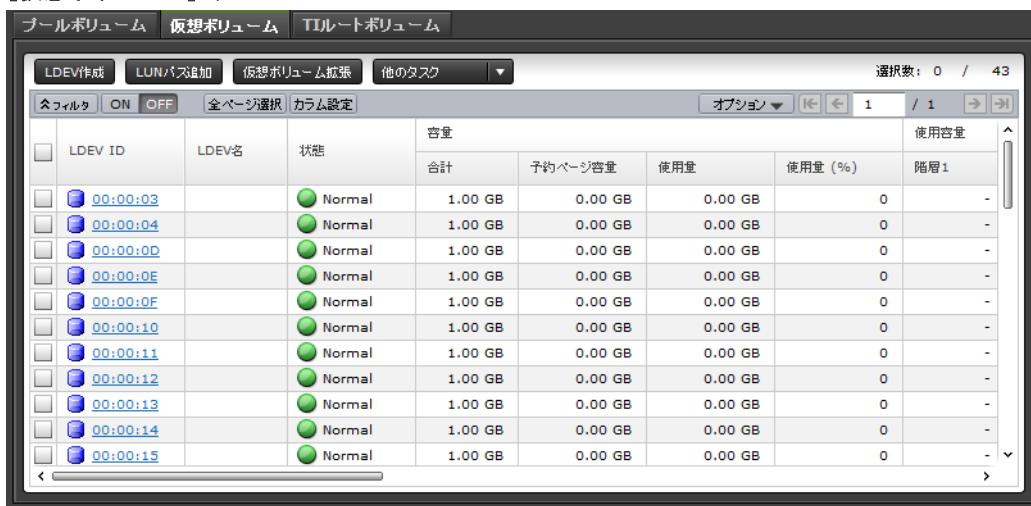 プールボリューム 仮想ボリューム TIルートボリューム
LDEV作成 LUNパス追加 仮想ボリューム拡張 他のタスク 選択数: 0 / 43
フィルタ ON OFF 全ページ選択 カラム設定 オプション 1 / 1
LDEV ID LDEV名 状態 容量 使用容量
合計 予約ページ容量 使用量 使用量 (%) 階層1
00:00:03 Normal 1.00 GB 0.00 GB 0.00 GB 0 -
00:00:04 Normal 1.00 GB 0.00 GB 0.00 GB 0 -
00:00:0D Normal 1.00 GB 0.00 GB 0.00 GB 0 -
00:00:0E Normal 1.00 GB 0.00 GB 0.00 GB 0 -
00:00:0F Normal 1.00 GB 0.00 GB 0.00 GB 0 -
00:00:10 Normal 1.00 GB 0.00 GB 0.00 GB 0 -
00:00:11 Normal 1.00 GB 0.00 GB 0.00 GB 0 -
00:00:12 Normal 1.00 GB 0.00 GB 0.00 GB 0 -
00:00:13 Normal 1.00 GB 0.00 GB 0.00 GB 0 -
00:00:14 Normal 1.00 GB 0.00 GB 0.00 GB 0 -
00:00:15 Normal 1.00 GB 0.00 GB 0.00 GB 0 -